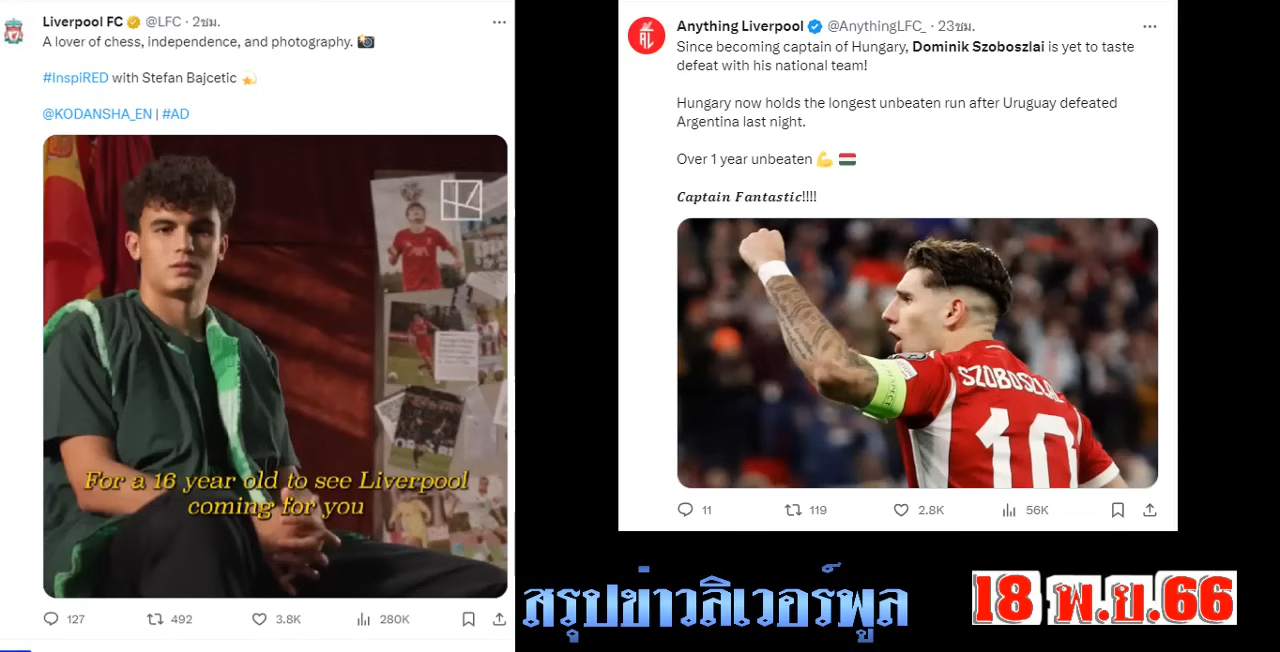 Liverpool FC @LFC · 2ชม.
A lover of chess, independence, and photography. 📸
#InspiRED with Stefan Bajcetic 💫
@KODANSHA_EN | #AD
For a 16 year old to see Liverpool
coming for you
127 492 3.8K 280K
Anything Liverpool @AnythingLFC_ · 23ชม.
Since becoming captain of Hungary, Dominik Szoboszlai is yet to taste
defeat with his national team!
Hungary now holds the longest unbeaten run after Uruguay defeated
Argentina last night.
Over 1 year unbeaten 💪 🇭🇺
Captain Fantastic!!!!
SZOBOSZLAI
10
11 119 2.8K 56K
สรุปข่าวลิเวอร์พูล
18 พ.ย.66